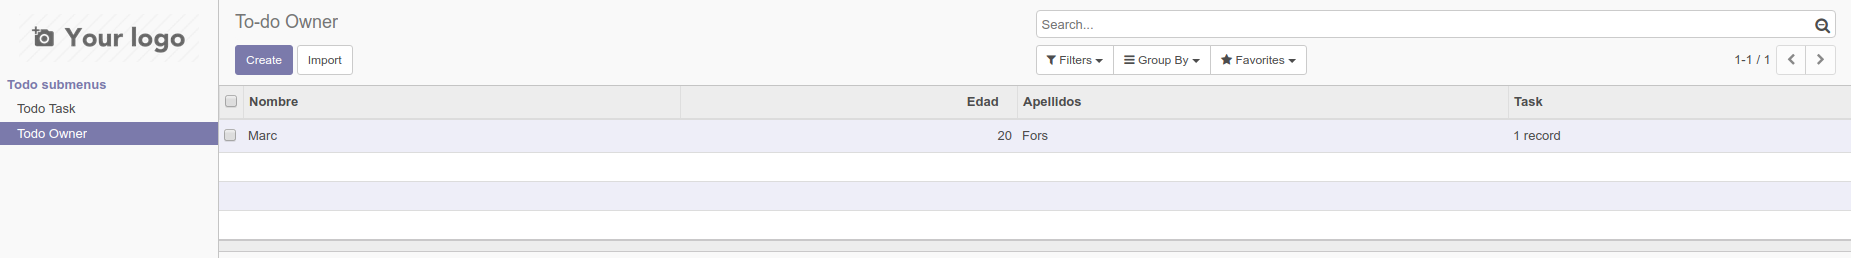 Your logo
Todo submenus
Todo Task
Todo Owner
To-do Owner
Search...
Create Import
Filters Group By Favorites
1-1 / 1
Nombre Edad Apellidos Task
Marc 20 Fors 1 record